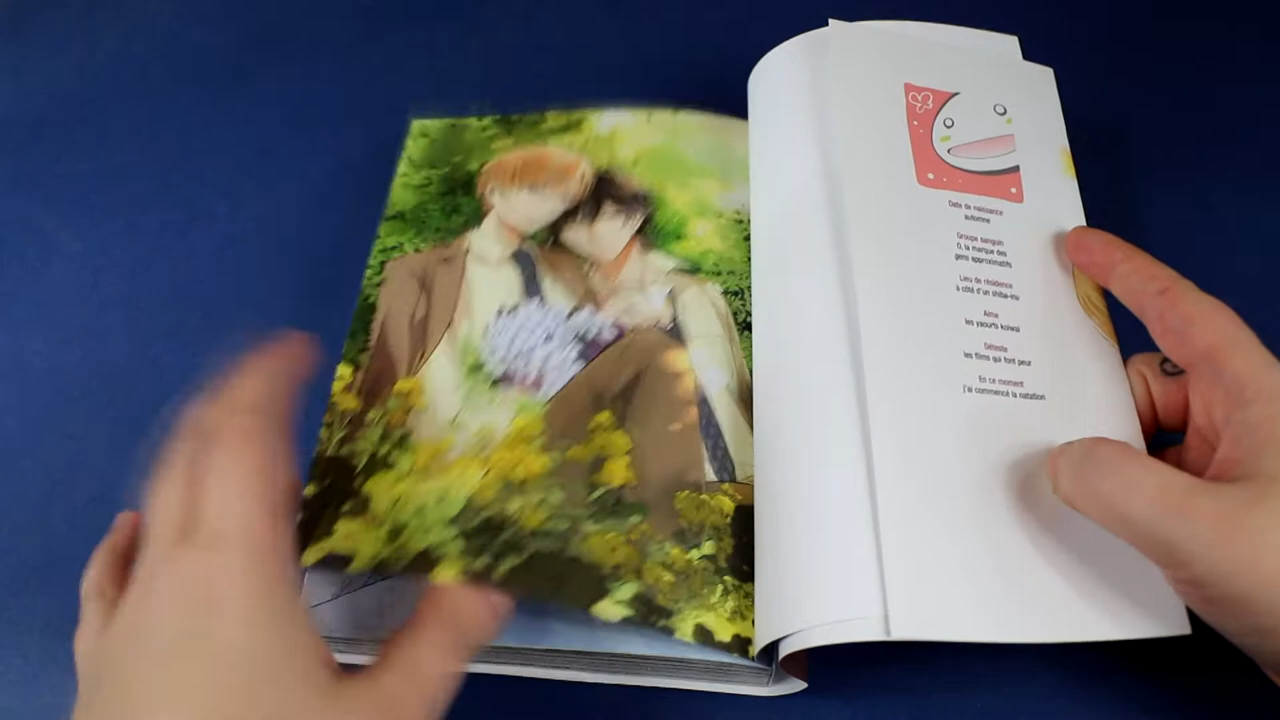 Date de naissance
automne
Groupe sanguin
O, la marque des
gens approximatifs
Lieu de résidence
à côté d'un shiba-inu
Aime
les yaourts koiwai
Déteste
les films qui font peur
En ce moment
j'ai commencé la natation